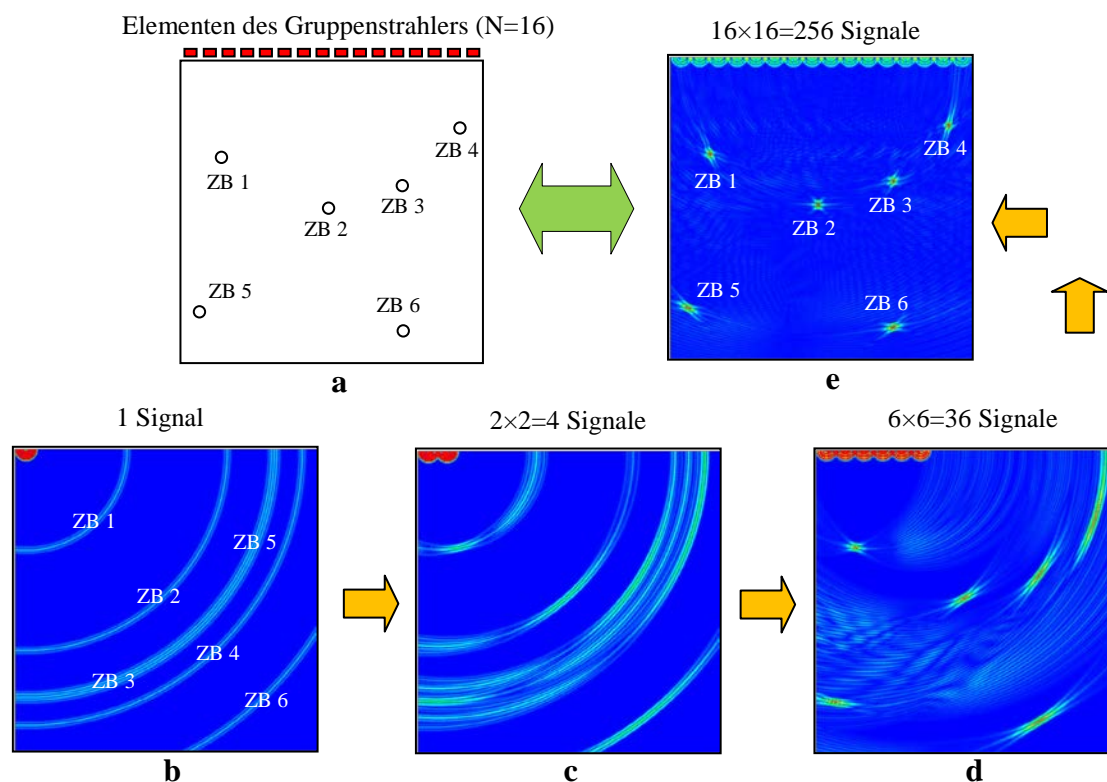 Elementen des Gruppenstrahlers (N=16)
ZB 4
ZB 1
ZB 3
ZB 2
ZB 5
ZB 6
a
16×16=256 Signale
ZB 4
ZB 1
ZB 3
ZB 2
ZB 5
ZB 6
e
1 Signal
ZB 1
ZB 5
ZB 2
ZB 4
ZB 3
ZB 6
b
2×2=4 Signale
c
6×6=36 Signale
d